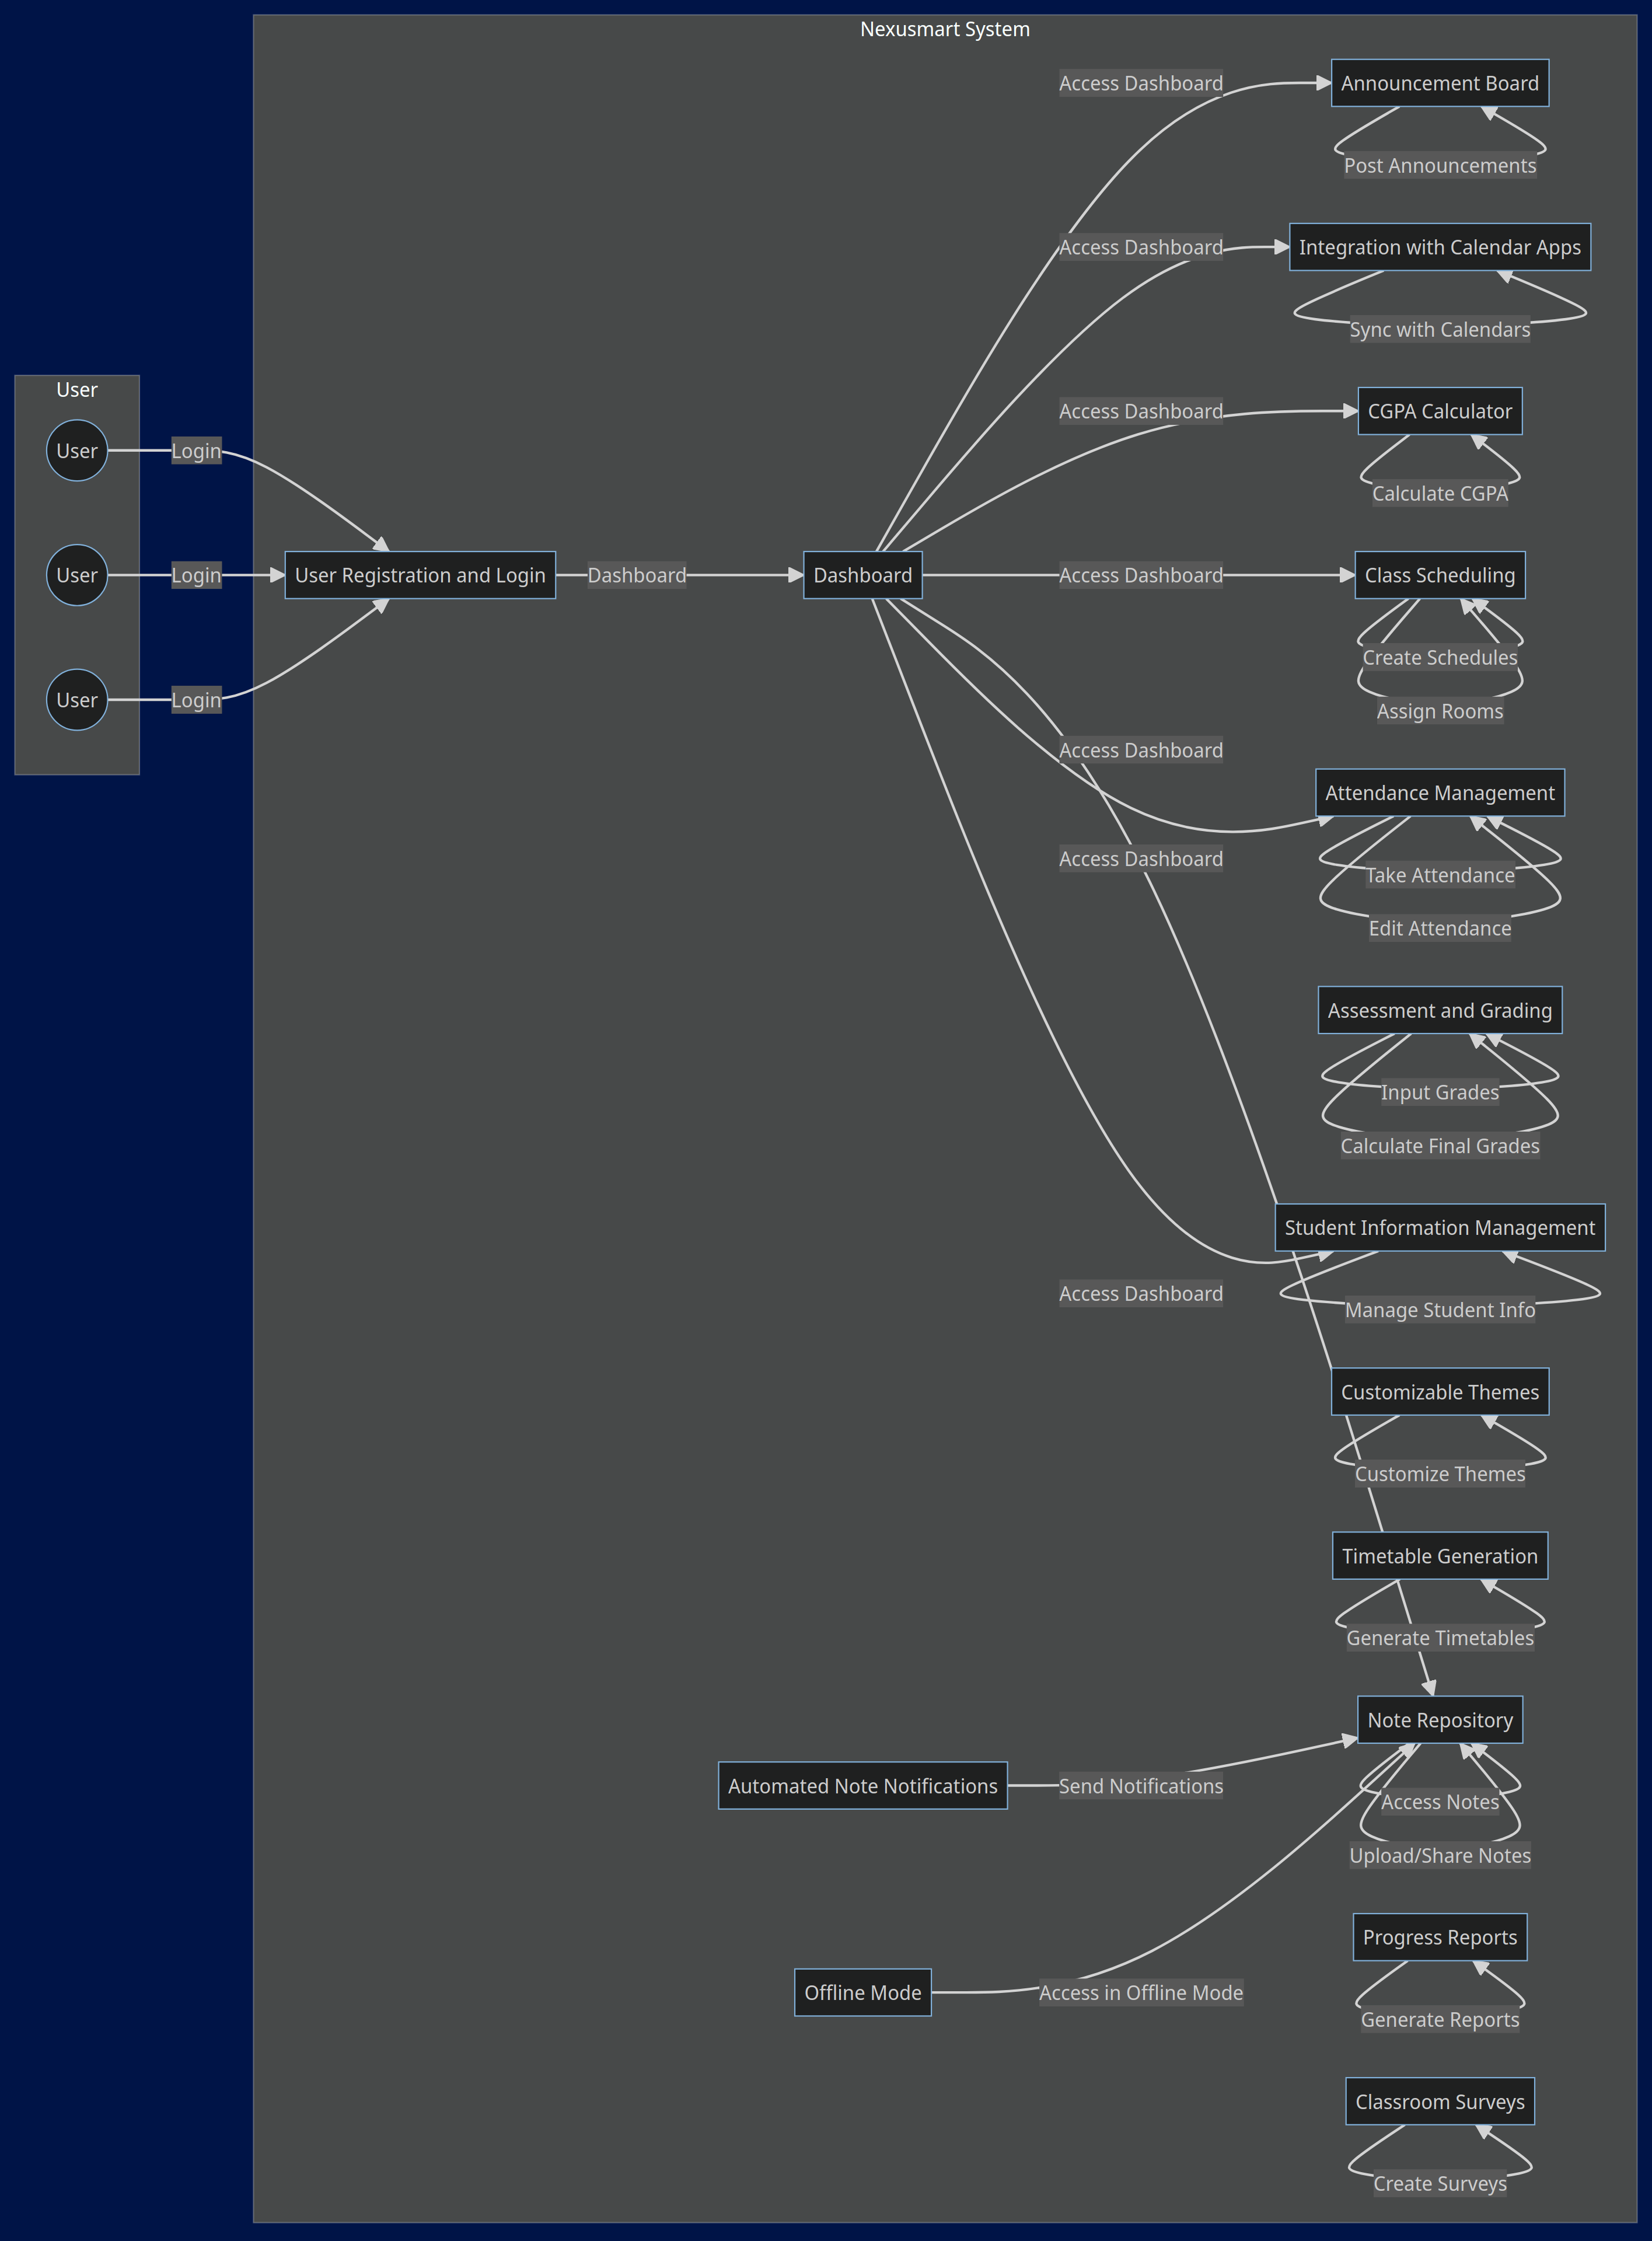 Nexusmart System
User
User
Login
User
Login
User
Login
User Registration and Login
Dashboard
Dashboard
Access Dashboard
Announcement Board
Post Announcements
Access Dashboard
Integration with Calendar Apps
Sync with Calendars
Access Dashboard
CGPA Calculator
Calculate CGPA
Access Dashboard
Class Scheduling
Create Schedules
Assign Rooms
Access Dashboard
Attendance Management
Access Dashboard
Take Attendance
Edit Attendance
Assessment and Grading
Input Grades
Calculate Final Grades
Student Information Management
Access Dashboard
Manage Student Info
Customizable Themes
Customize Themes
Timetable Generation
Generate Timetables
Note Repository
Automated Note Notifications
Send Notifications
Access Notes
Upload/Share Notes
Progress Reports
Offline Mode
Access in Offline Mode
Generate Reports
Classroom Surveys
Create Surveys